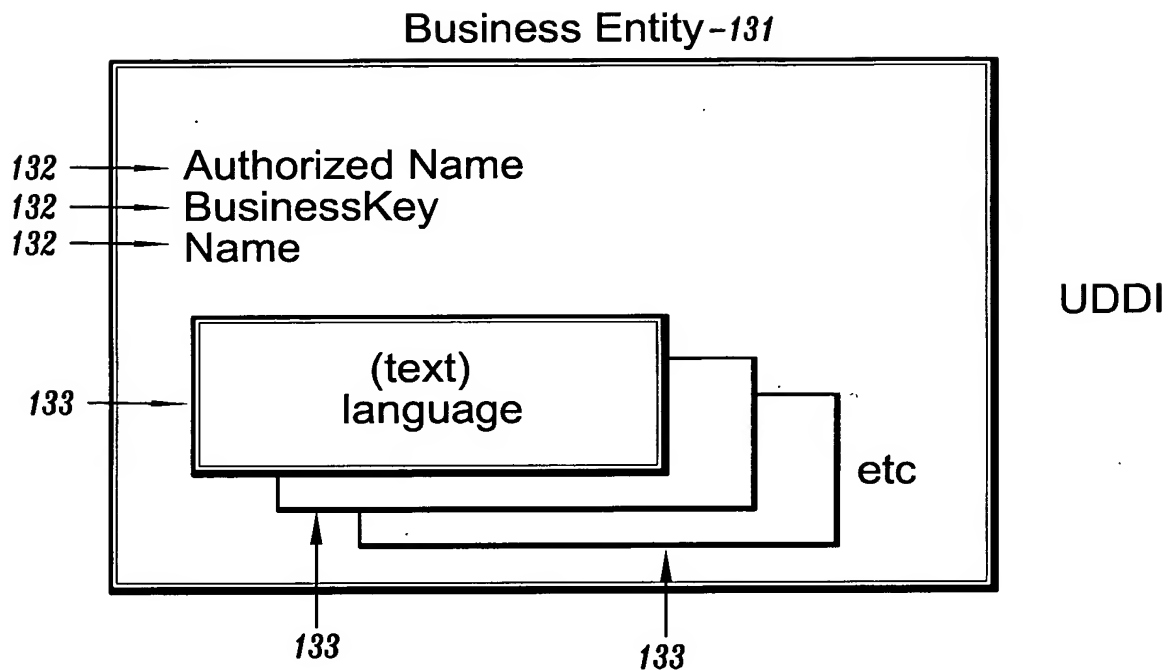 Business Entity-131
132 Authorized Name
132 BusinessKey
132 Name
UDDI
(text)
133 language
etc
133 133